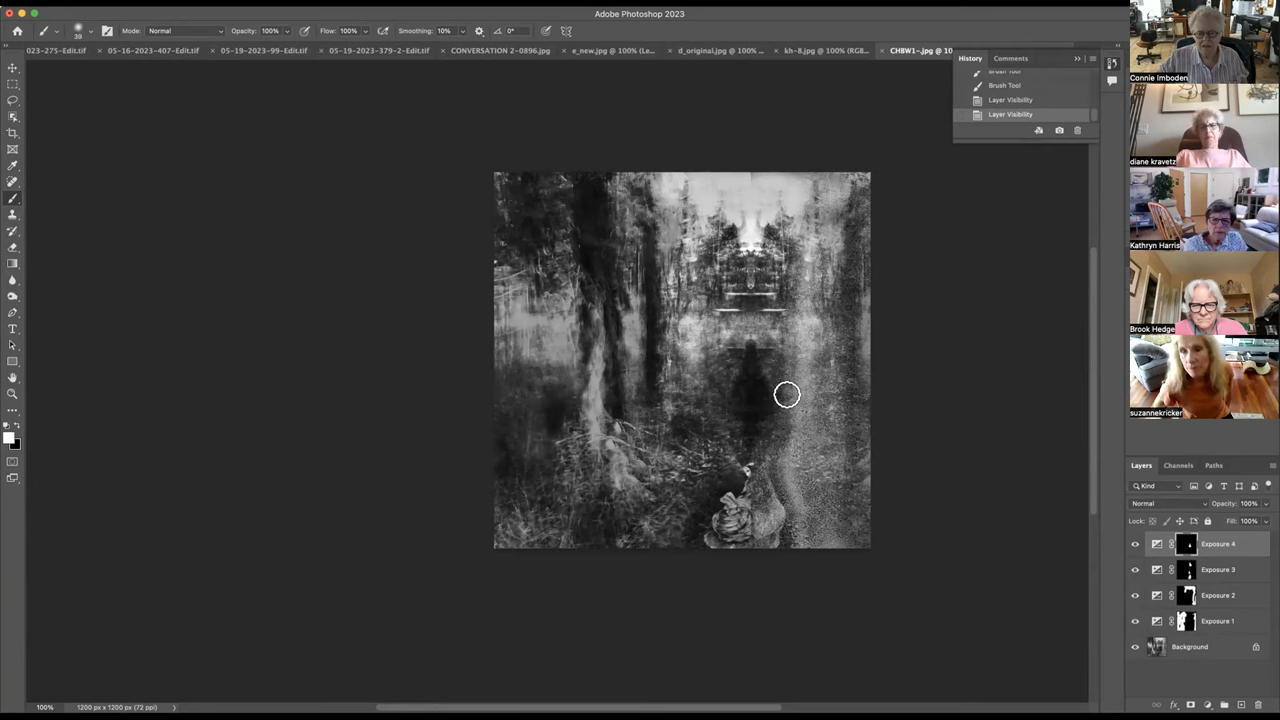 Adobe Photoshop 2023
39
Mode: Normal
Opacity: 100%
Flow: 100%
Smoothing: 10%
0°
023-275-Edit.tif
× 05-16-2023-407-Edit.tif
× 05-19-2023-99-Edit.tif
× 05-19-2023-379-2-Edit.tif
× CONVERSATION 2-0896.jpg
× e_new.jpg @ 100% (Le...
× d_original.jpg @ 100% ...
× kh-8.jpg @ 100% (RGB...
× CHBW1~.jpg @ 10
History
Comments
Brush Tool
Brush Tool
Layer Visibility
Layer Visibility
Connie Imboden
diane kravetz
Kathryn Harris
Brook Hedge
suzannekricker
Layers
Channels
Paths
Kind
Normal
Opacity: 100%
Lock:
Fill: 100%
Exposure 4
Exposure 3
Exposure 2
Exposure 1
Background
100%
1200 px x 1200 px (72 ppi)